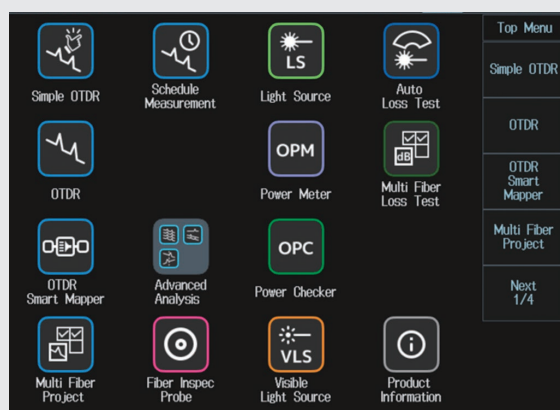 Top Menu
LS
Simple OTDR
Schedule
Measurement
Light Source
Auto
Loss Test
Simple OTDR
OPM
dB
OTDR
Power Meter
Multi Fiber
Loss Test
OTDR
OTDR
Smart
Mapper
OPC
OTDR
Smart Mapper
Advanced
Analysis
Power Checker
Multi Fiber
Project
Next
1/4
VLS
Multi Fiber
Project
Fiber Inspec
Probe
Visible
Light Source
Product
Information